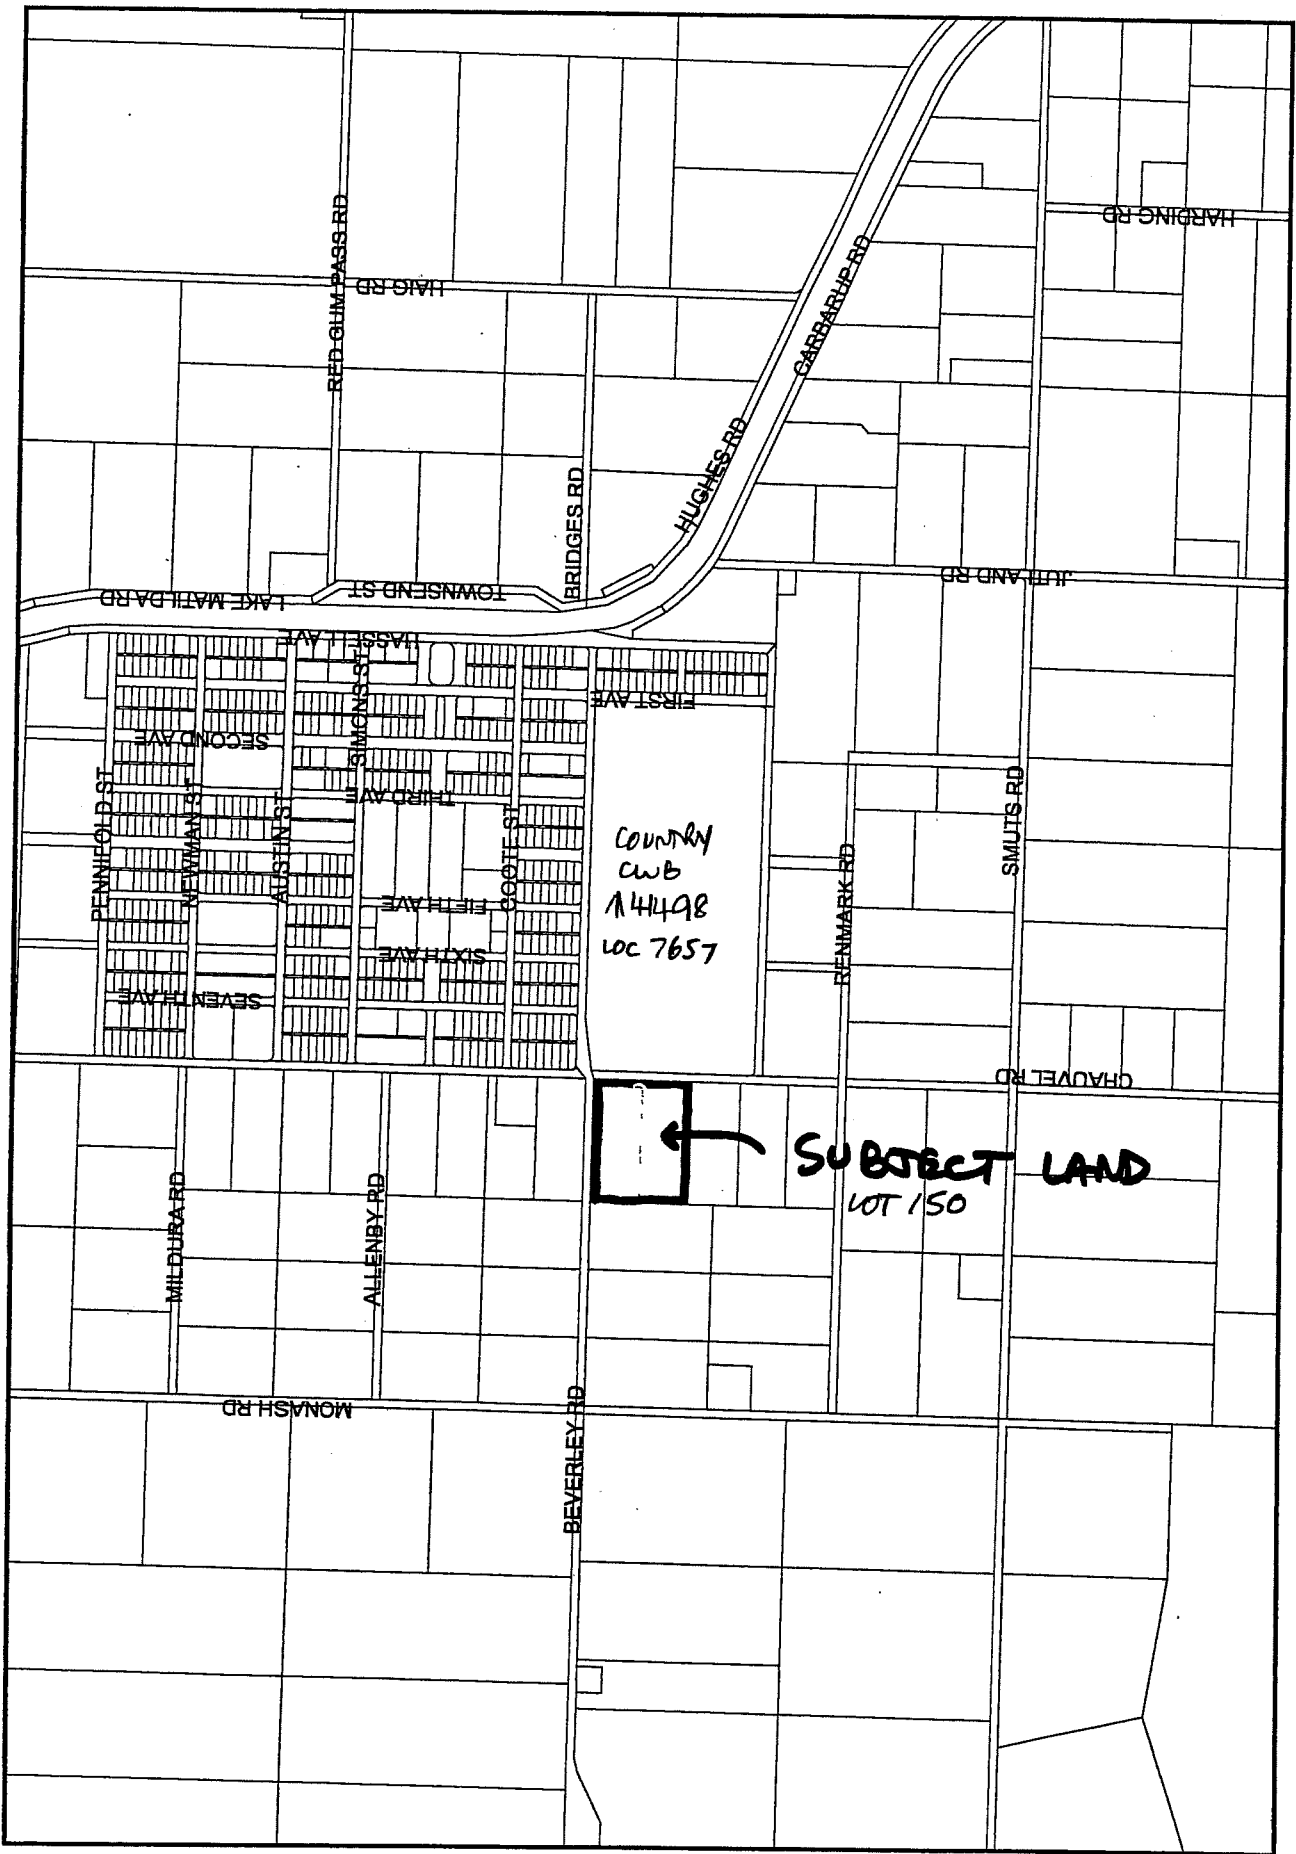 HARDING RD
RED GUM PASS RD
HAIG RD
CARBARUP RD
HUGHES RD
BRIDGES RD
JUTLAND RD
LAKE MATILDA RD
TOWNSEND ST
HASSELL AVE
SIMONS ST
FIRST AVE
SECOND AVE
THIRD AVE
PENNIFOLD ST
NEWMAN ST
AUSTIN ST
COOTE ST
COUNTRY
CLUB
14498
LOC 7657
SMUTS RD
RENMARK RD
FIFTH AVE
SIXTH AVE
SEVENTH AVE
CHAUVEL RD
SUBJECT LAND
LOT 150
MILDURA RD
ALLENBY RD
MONASH RD
BEVERLEY RD